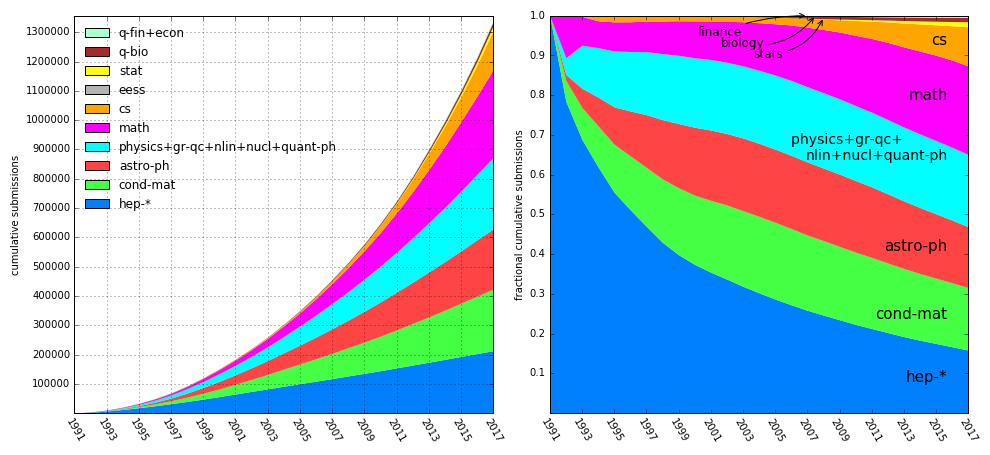 cumulative submissions
1300000
1200000
1100000
1000000
900000
800000
700000
600000
500000
400000
300000
200000
100000
q-fin+econ
q-bio
stat
eess
cs
math
physics+gr-qc+nlin+nucl+quant-ph
astro-ph
cond-mat
hep-*
1991 1993 1995 1997 1999 2001 2003 2005 2007 2009 2011 2013 2015 2017
fractional cumulative submissions
1.0
0.9
0.8
0.7
0.6
0.5
0.4
0.3
0.2
0.1
finance
biology
stats
cs
math
physics+gr-qc+
nlin+nucl+quant-ph
astro-ph
cond-mat
hep-*
1991 1993 1995 1997 1999 2001 2003 2005 2007 2009 2011 2013 2015 2017